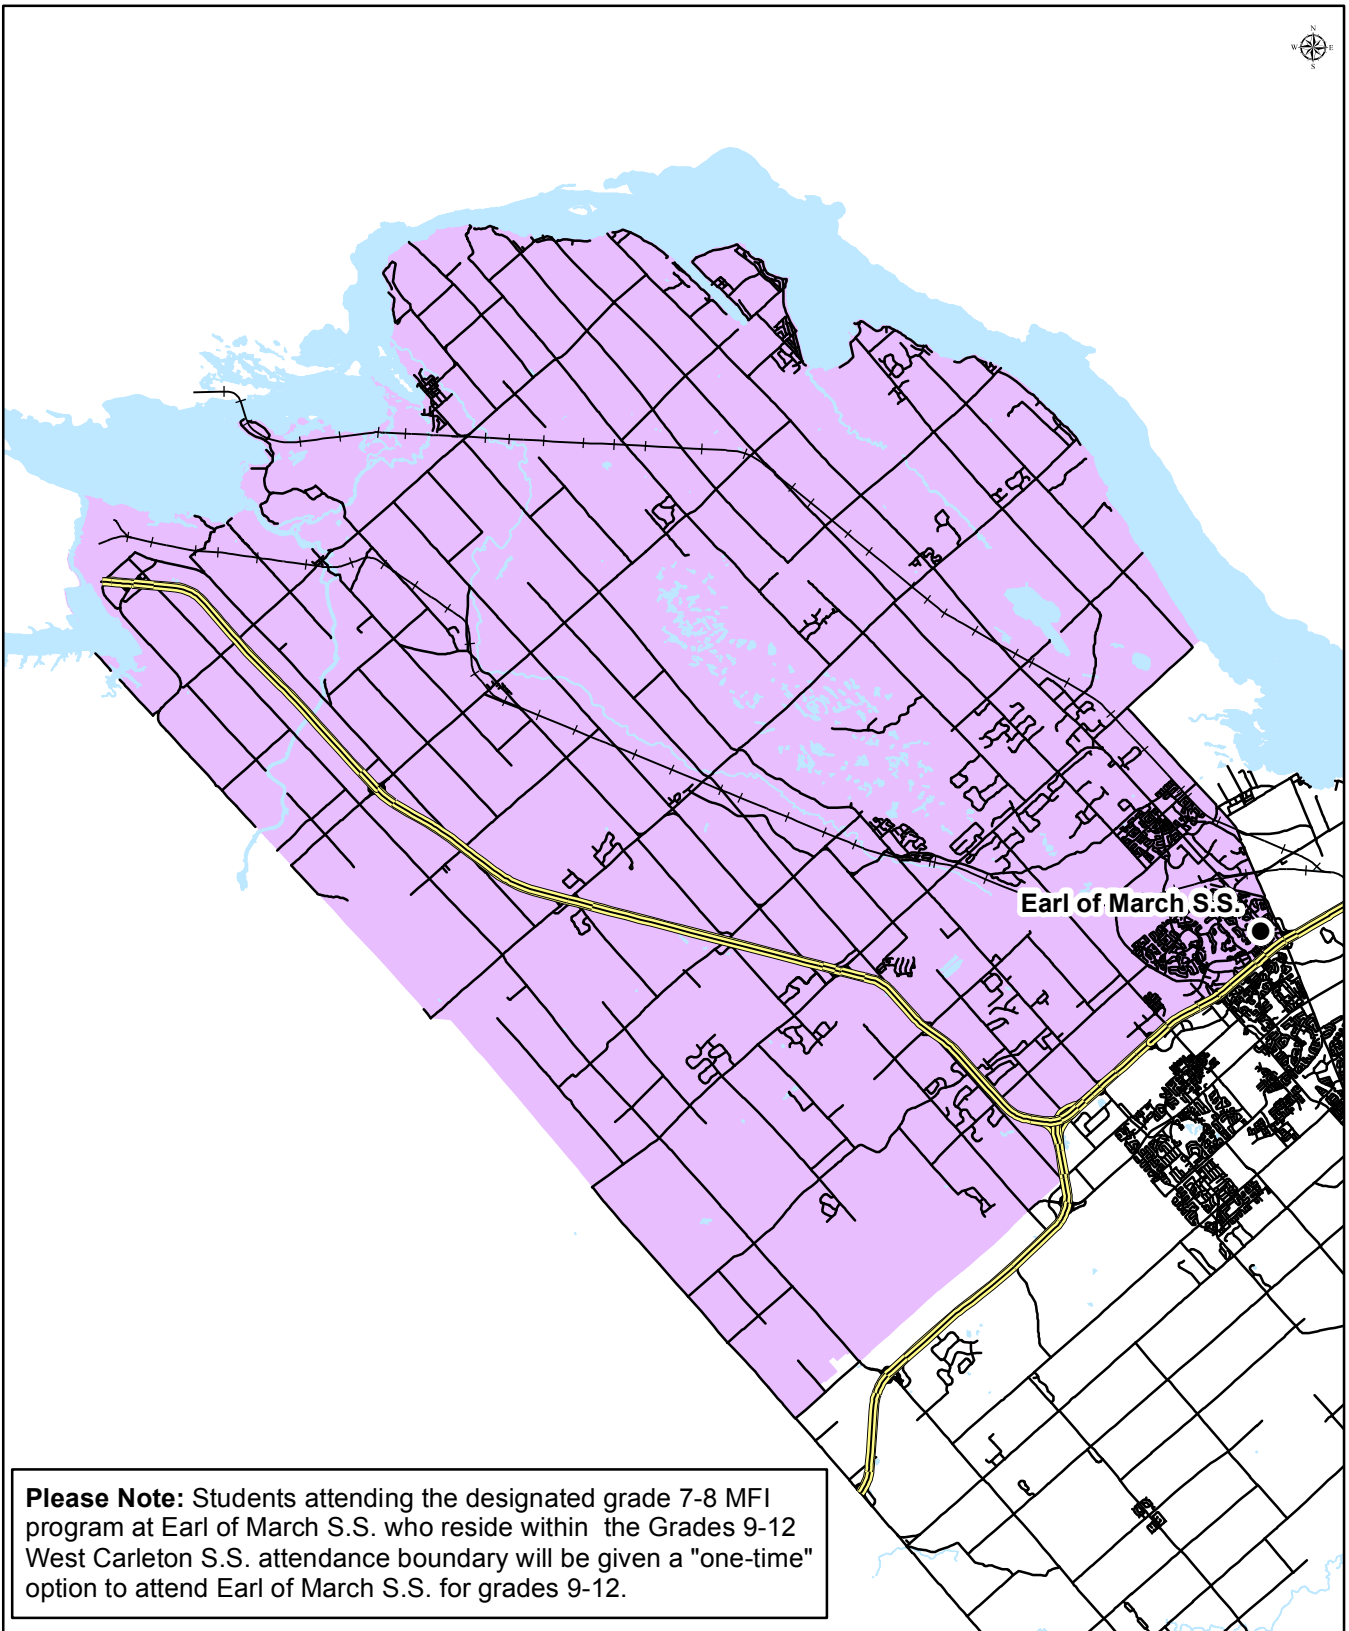 N
W E
S
Earl of March S.S.
Please Note: Students attending the designated grade 7-8 MFI
program at Earl of March S.S. who reside within the Grades 9-12
West Carleton S.S. attendance boundary will be given a "one-time"
option to attend Earl of March S.S. for grades 9-12.